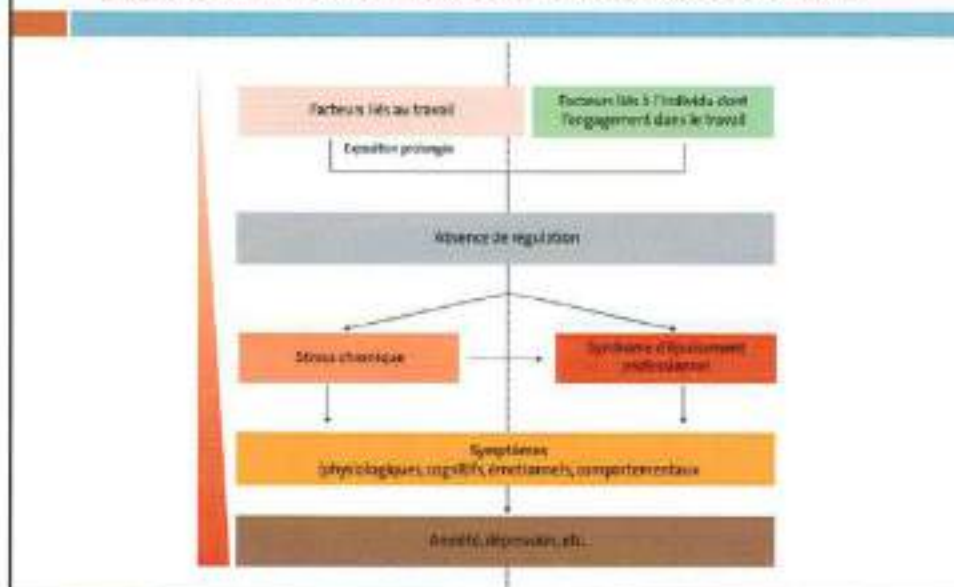 Facteurs liés au travail
Facteurs liés à l'individu dont
l'engagement dans le travail
Exposition prolongée
Absence de régulation
Stress chronique
Syndrome d'épuisement
professionnel
Symptômes
(physiologiques, cognitifs, émotionnels, comportementaux
Anxiété, dépression, etc.